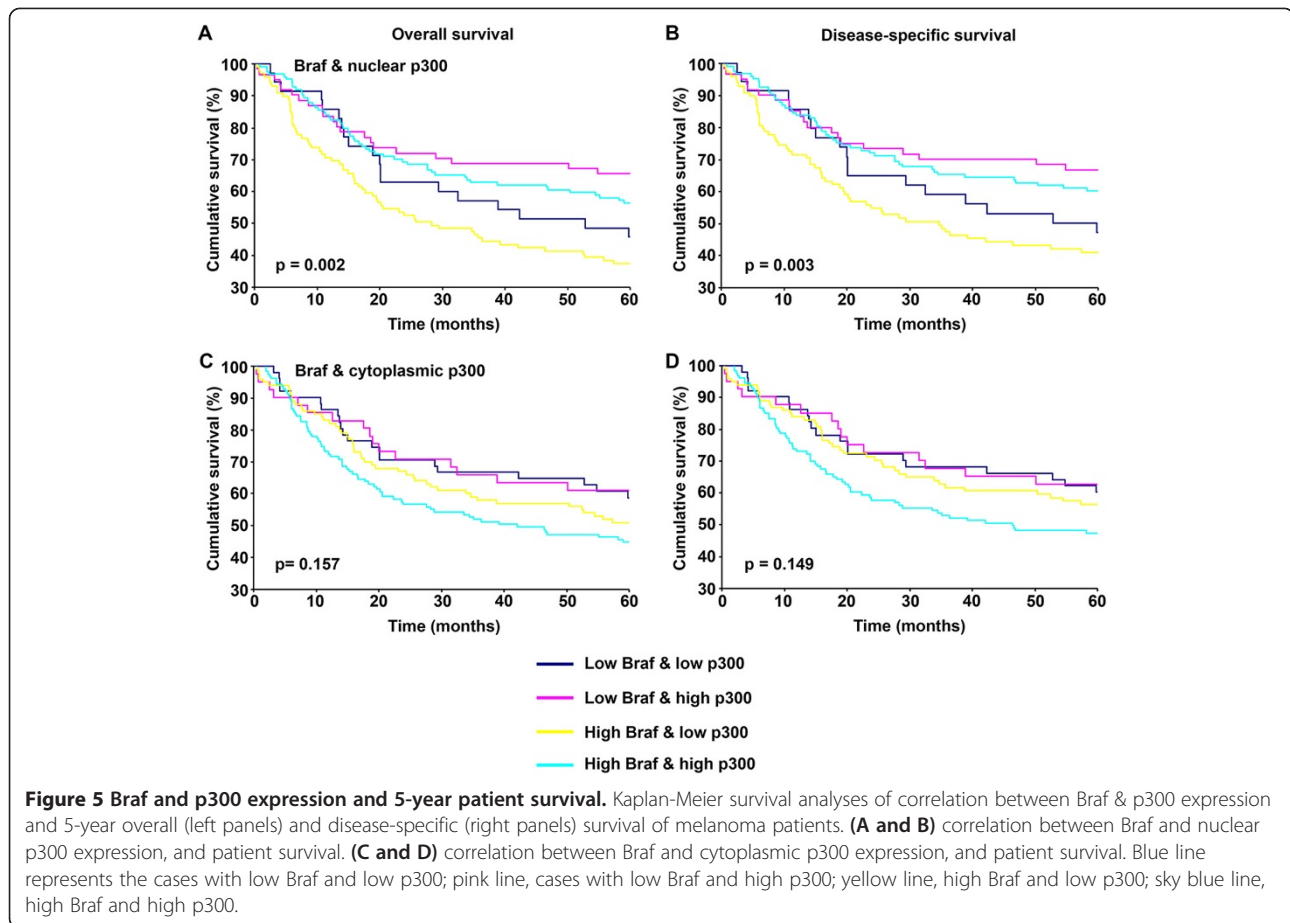 A
Overall survival
B
Disease-specific survival
Braf & nuclear p300
100
90
80
70
60
50
40
30
Cumulative survival (%)
p = 0.002
0 10 20 30 40 50 60
Time (months)
100
90
80
70
60
50
40
30
Cumulative survival (%)
p = 0.003
0 10 20 30 40 50 60
Time (months)
C
Braf & cytoplasmic p300
100
90
80
70
60
50
40
30
Cumulative survival (%)
p= 0.157
0 10 20 30 40 50 60
Time (months)
D
100
90
80
70
60
50
40
30
Cumulative survival (%)
p = 0.149
0 10 20 30 40 50 60
Time (months)
Low Braf & low p300
Low Braf & high p300
High Braf & low p300
High Braf & high p300
Figure 5 Braf and p300 expression and 5-year patient survival. Kaplan-Meier survival analyses of correlation between Braf & p300 expression
and 5-year overall (left panels) and disease-specific (right panels) survival of melanoma patients. (A and B) correlation between Braf and nuclear
p300 expression, and patient survival. (C and D) correlation between Braf and cytoplasmic p300 expression, and patient survival. Blue line
represents the cases with low Braf and low p300; pink line, cases with low Braf and high p300; yellow line, high Braf and low p300; sky blue line,
high Braf and high p300.